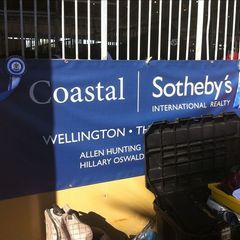 Coastal | Sotheby's
INTERNATIONAL REALTY
WELLINGTON • TH
ALLEN HUNTING
HILLARY OSWALD